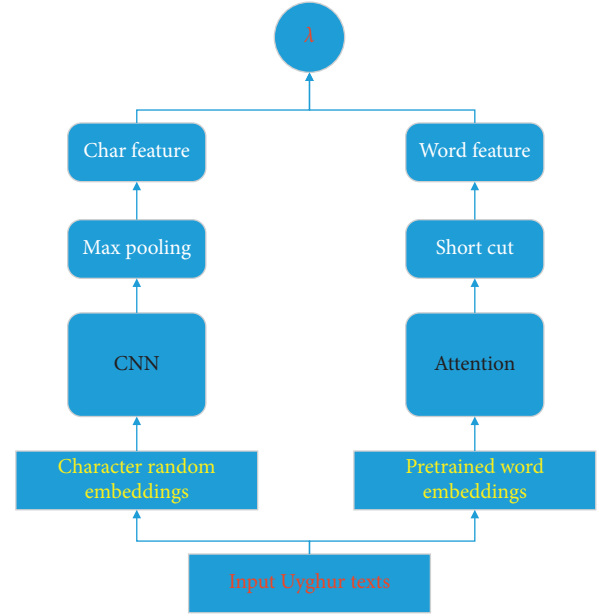 λ
Char feature
Word feature
Max pooling
Short cut
CNN
Attention
Character random
embeddings
Pretrained word
embeddings
Input Uyghur texts